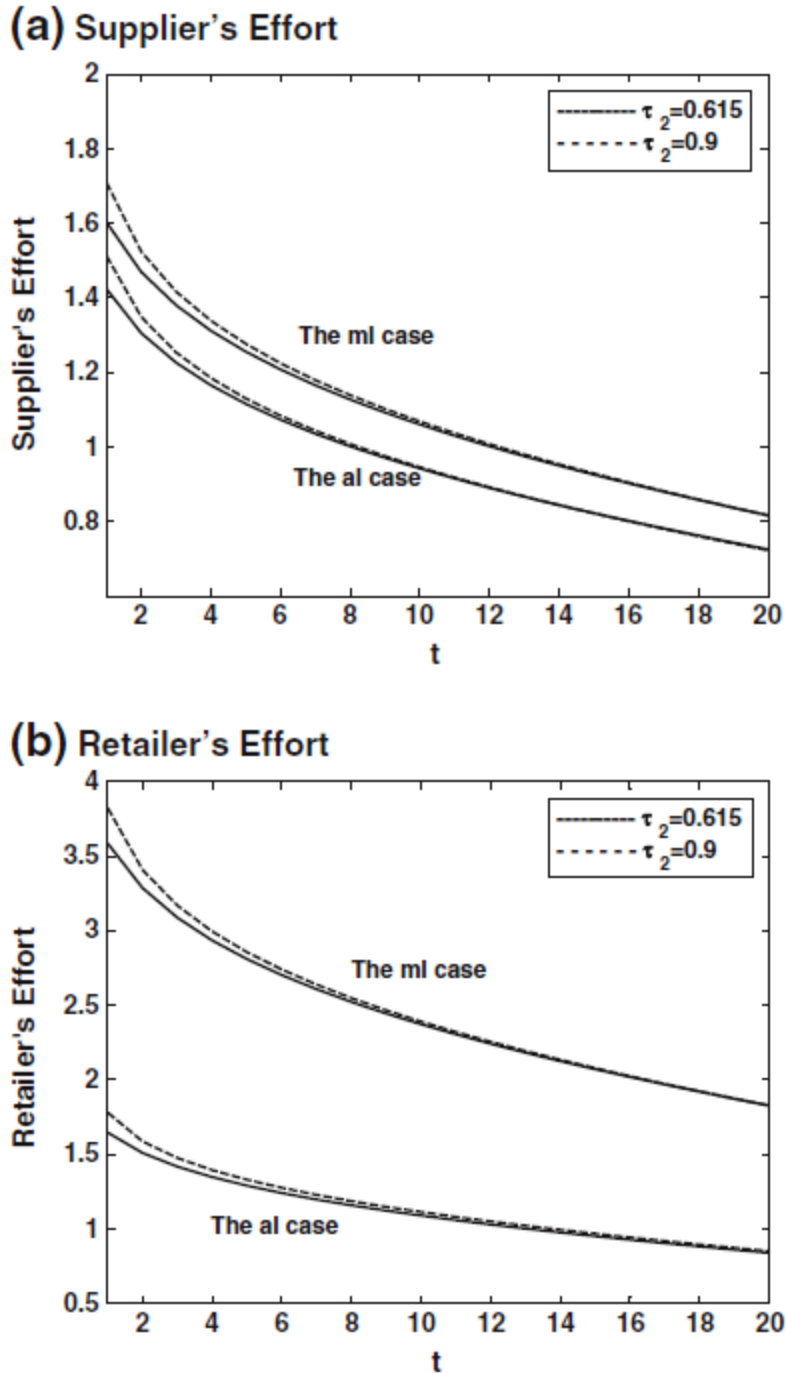 (a) Supplier's Effort
2
1.8
1.6
1.4
1.2
1
0.8
Supplier's Effort
τ 2=0.615
τ 2=0.9
The ml case
The al case
2 4 6 8 10 12 14 16 18 20
t
(b) Retailer's Effort
4
3.5
3
2.5
2
1.5
1
0.5
Retailer's Effort
τ 2=0.615
τ 2=0.9
The ml case
The al case
2 4 6 8 10 12 14 16 18 20
t